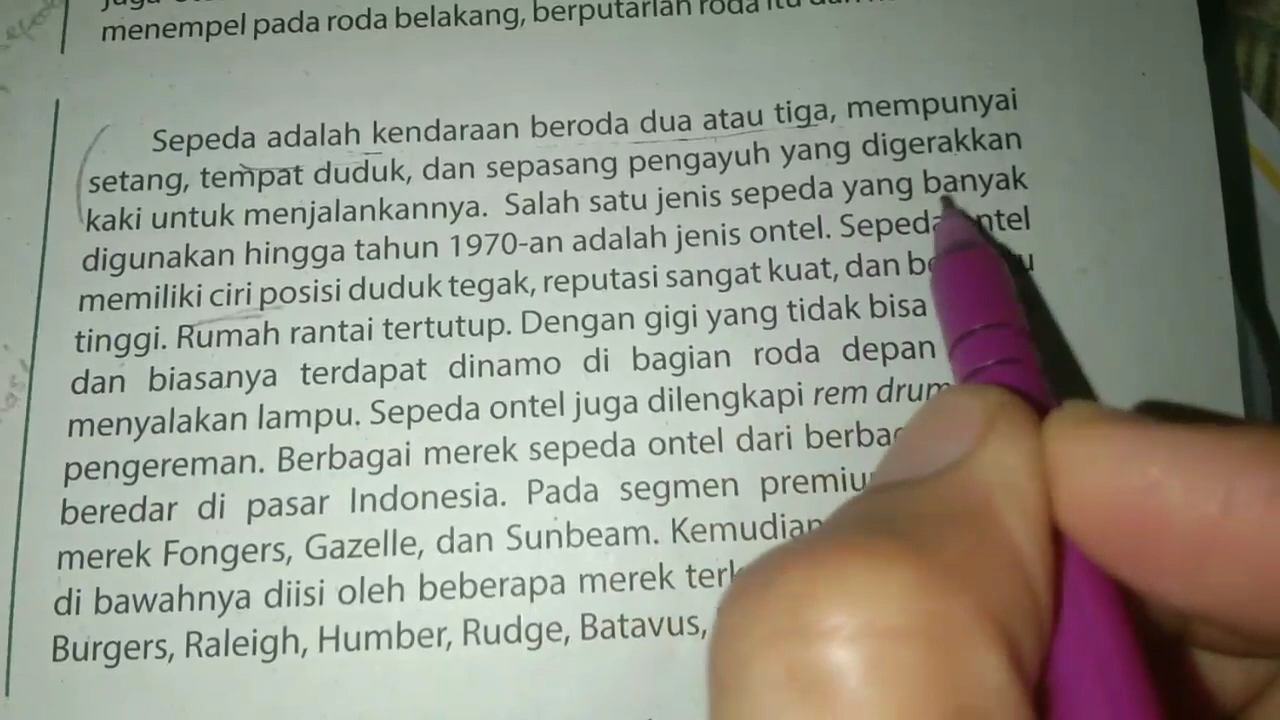 menempel pada roda belakang, berputarlah roda itu
Sepeda adalah kendaraan beroda dua atau tiga, mempunyai
setang, tempat duduk, dan sepasang pengayuh yang digerakkan
kaki untuk menjalankannya. Salah satu jenis sepeda yang banyak
digunakan hingga tahun 1970-an adalah jenis ontel. Sepeda ontel
memiliki ciri posisi duduk tegak, reputasi sangat kuat, dan
tinggi. Rumah rantai tertutup. Dengan gigi yang tidak bisa
dan biasanya terdapat dinamo di bagian roda depan
menyalakan lampu. Sepeda ontel juga dilengkapi rem drum
pengereman. Berbagai merek sepeda ontel dari
beredar di pasar Indonesia. Pada segmen
merek Fongers, Gazelle, dan Sunbeam. Kemudian
di bawahnya diisi oleh beberapa merek
Burgers, Raleigh, Humber, Rudge, Batavus,